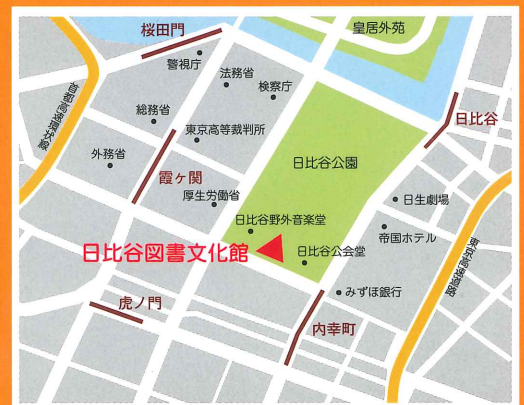 桜田門
皇居外苑
警視庁
法務省
検察庁
首都高速環状線
総務省
東京高等裁判所
日比谷
外務省
霞ヶ関
日比谷公園
厚生労働省
日生劇場
日比谷野外音楽堂
帝国ホテル
日比谷図書文化館
日比谷公会堂
東京高速道路
みずほ銀行
虎ノ門
内幸町